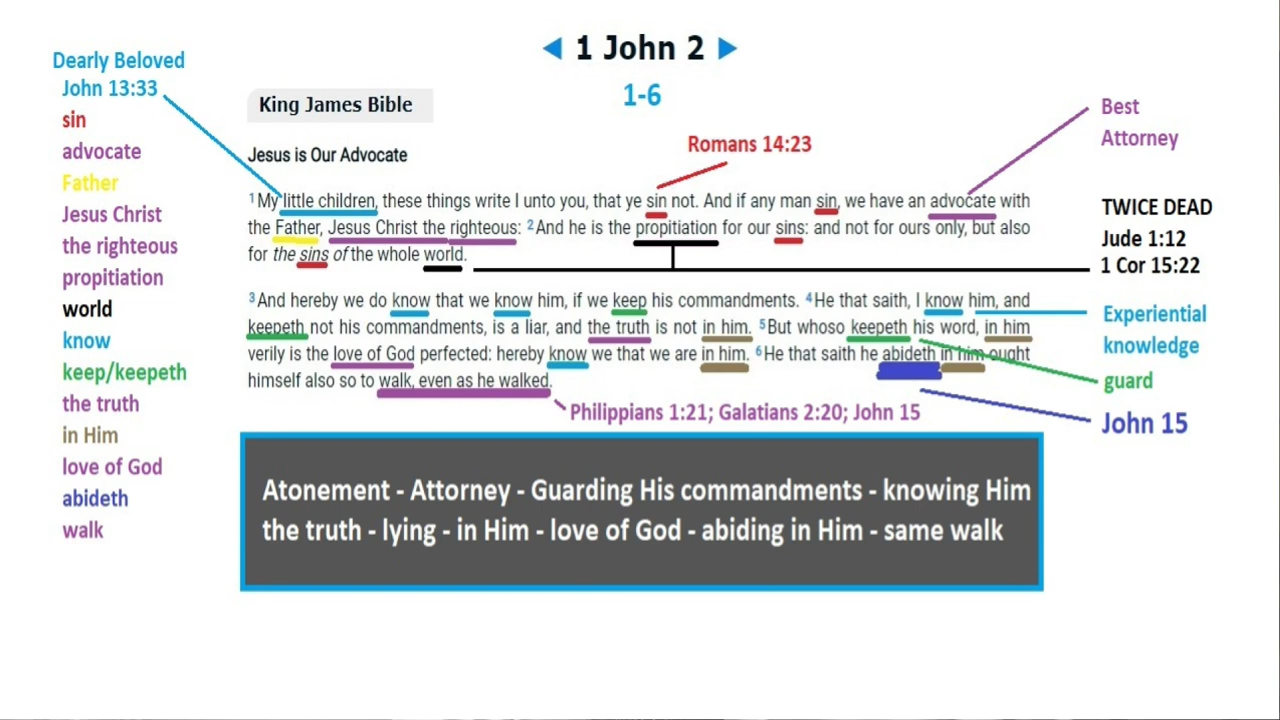 ◄ 1 John 2 ►
1-6
Dearly Beloved
John 13:33
sin
advocate
Father
Jesus Christ
the righteous
propitiation
world
know
keep/keepeth
the truth
in Him
love of God
abideth
walk
King James Bible
Jesus is Our Advocate
Romans 14:23
1 My little children, these things write I unto you, that ye sin not. And if any man sin, we have an advocate with
the Father, Jesus Christ the righteous: 2 And he is the propitiation for our sins: and not for ours only, but also
for the sins of the whole world.
3 And hereby we do know that we know him, if we keep his commandments. 4 He that saith, I know him, and
keepeth not his commandments, is a liar, and the truth is not in him. 5 But whoso keepeth his word, in him
verily is the love of God perfected: hereby know we that we are in him. 6 He that saith he abideth in him ought
himself also so to walk, even as he walked.
Philippians 1:21; Galatians 2:20; John 15
Best
Attorney
TWICE DEAD
Jude 1:12
1 Cor 15:22
Experiential
knowledge
guard
John 15
Atonement - Attorney - Guarding His commandments - knowing Him
the truth - lying - in Him - love of God - abiding in Him - same walk